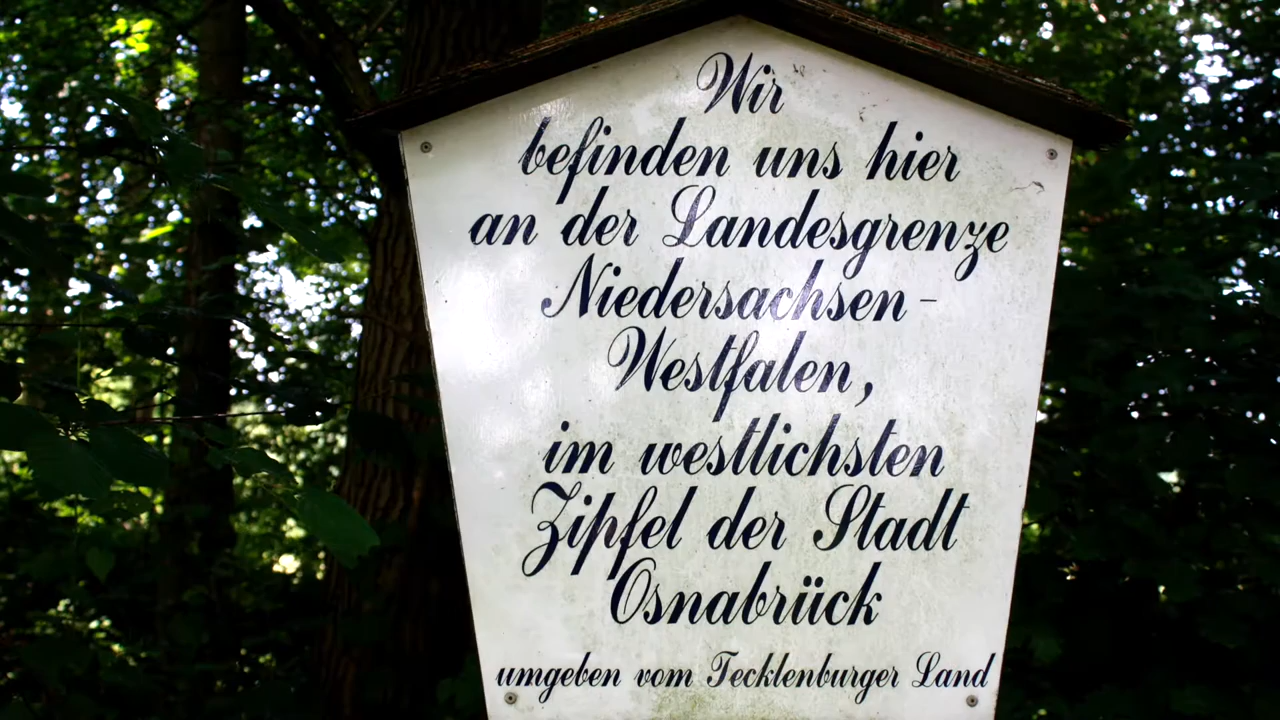 Wir
befinden uns hier
an der Landesgrenze
Niedersachsen -
Westfalen,
im westlichsten
Zipfel der Stadt
Osnabrück
umgeben vom Tecklenburger Land